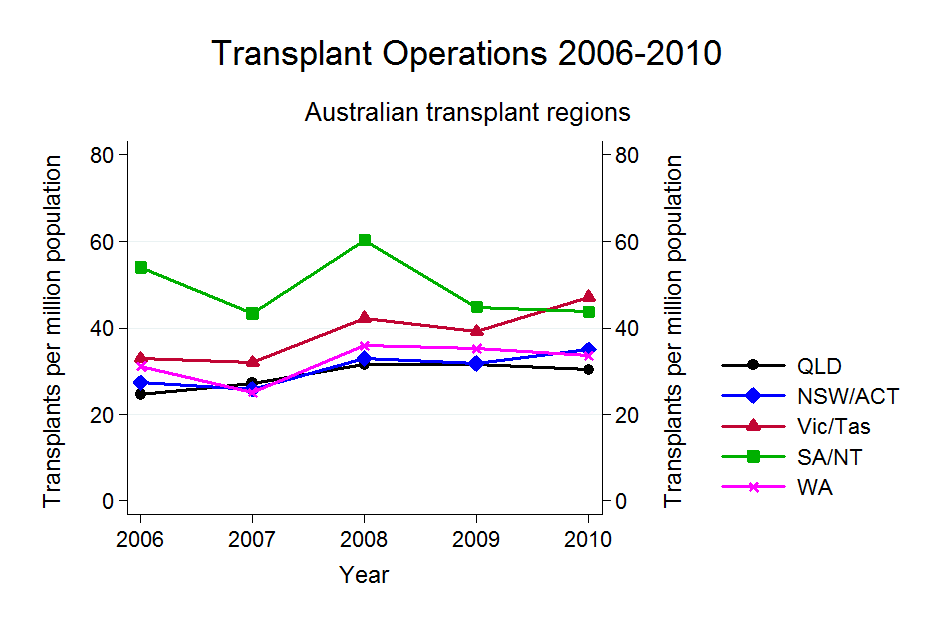 Transplant Operations 2006-2010
Australian transplant regions
Transplants per million population
80
60
40
20
0
2006 2007 2008 2009 2010
Year
80
60
40
20
0
Transplants per million population
QLD
NSW/ACT
Vic/Tas
SA/NT
WA